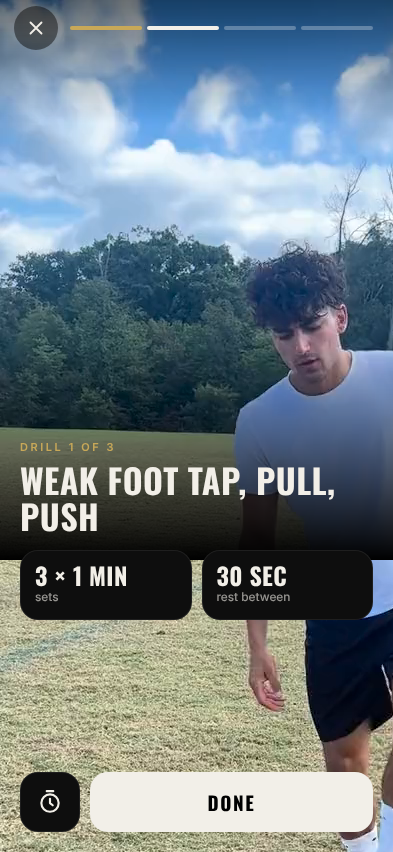 DRILL 1 OF 3
WEAK FOOT TAP, PULL,
PUSH
3 × 1 MIN
sets
30 SEC
rest between
DONE